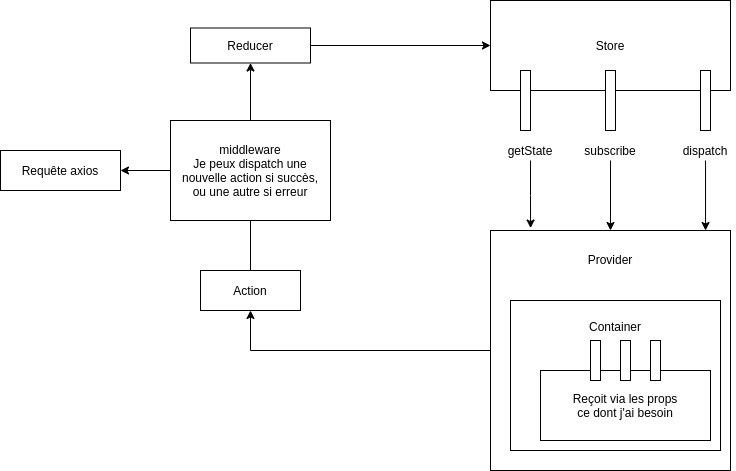 Reducer
Store
middleware
Je peux dispatch une
nouvelle action si succès,
ou une autre si erreur
Requête axios
getState
subscribe
dispatch
Action
Provider
Container
Reçoit via les props
ce dont j'ai besoin